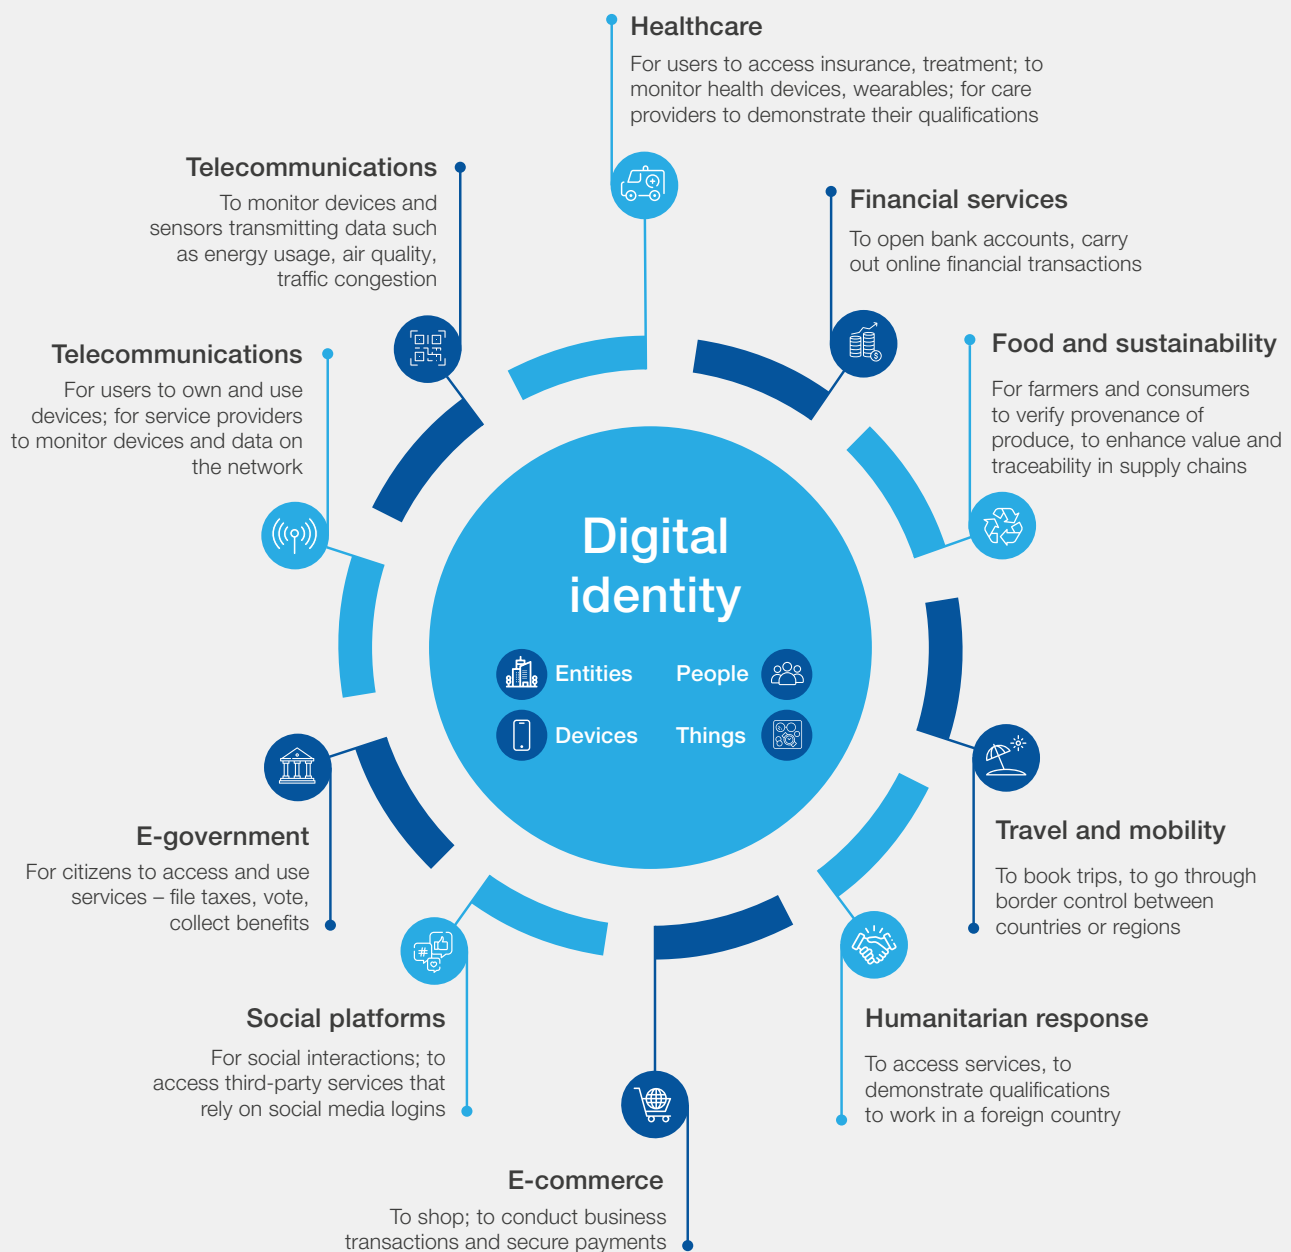 Healthcare
For users to access insurance, treatment; to
monitor health devices, wearables; for care
providers to demonstrate their qualifications
Telecommunications
To monitor devices and
sensors transmitting data such
as energy usage, air quality,
traffic congestion
Financial services
To open bank accounts, carry
out online financial transactions
Telecommunications
For users to own and use
devices; for service providers
to monitor devices and data on
the network
Food and sustainability
For farmers and consumers
to verify provenance of
produce, to enhance value and
traceability in supply chains
Digital
identity
Entities
People
Devices
Things
E-government
For citizens to access and use
services – file taxes, vote,
collect benefits
Travel and mobility
To book trips, to go through
border control between
countries or regions
Social platforms
For social interactions; to
access third-party services that
rely on social media logins
#
Humanitarian response
To access services, to
demonstrate qualifications
to work in a foreign country
E-commerce
To shop; to conduct business
transactions and secure payments